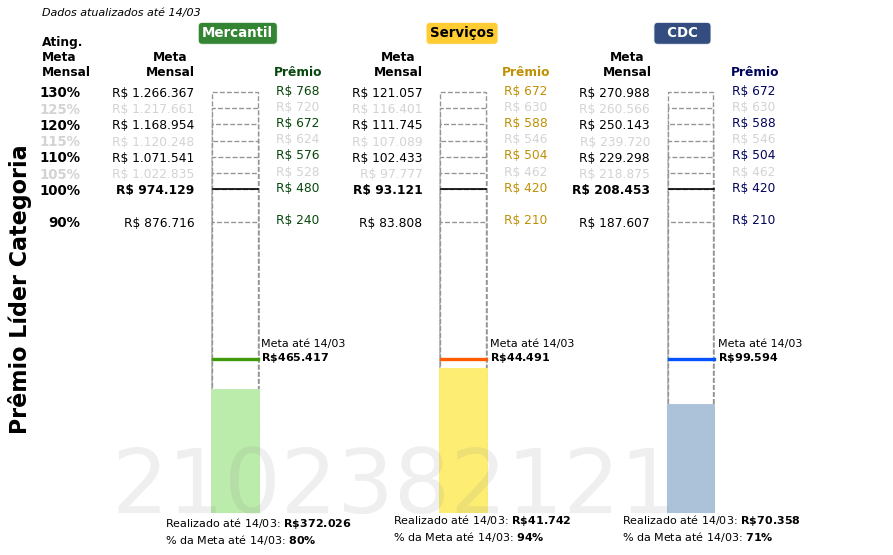 Dados atualizados até 14/03
Mercantil Serviços CDC
Ating. Meta Mensal
Meta Mensal Prêmio Meta Mensal Prêmio Meta Mensal Prêmio
130% R$ 1.266.367 R$ 768 R$ 121.057 R$ 672 R$ 270.988 R$ 672
125% R$ 1.217.661 R$ 720 R$ 116.401 R$ 630 R$ 260.566 R$ 630
120% R$ 1.168.954 R$ 672 R$ 111.745 R$ 588 R$ 250.143 R$ 588
115% R$ 1.120.248 R$ 624 R$ 107.089 R$ 546 R$ 239.720 R$ 546
110% R$ 1.071.541 R$ 576 R$ 102.433 R$ 504 R$ 229.298 R$ 504
105% R$ 1.022.835 R$ 528 R$ 97.777 R$ 462 R$ 218.875 R$ 462
100% R$ 974.129 R$ 480 R$ 93.121 R$ 420 R$ 208.453 R$ 420
90% R$ 876.716 R$ 240 R$ 83.808 R$ 210 R$ 187.607 R$ 210
Prêmio Líder Categoria
Meta até 14/03 Meta até 14/03 Meta até 14/03
R$465.417 R$44.491 R$99.594
2102382121
Realizado até 14/03: R$372.026 Realizado até 14/03: R$41.742 Realizado até 14/03: R$70.358
% da Meta até 14/03: 80% % da Meta até 14/03: 94% % da Meta até 14/03: 71%